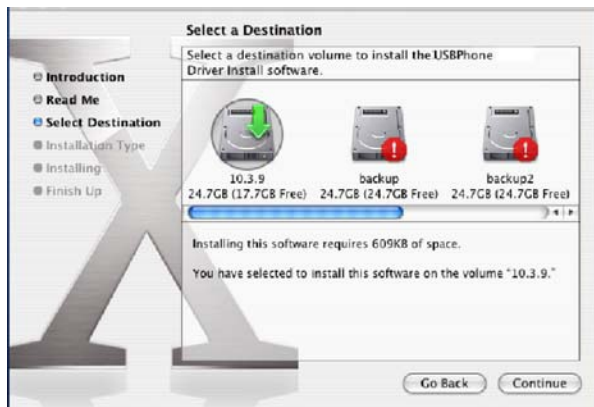 Select a Destination
Introduction
Read Me
Select Destination
Installation Type
Installing
Finish Up
Select a destination volume to install the USBPhone
Driver Install software.
10.3.9
24.7GB (17.7GB Free)
backup
24.7GB (24.7GB Free)
backup2
24.7GB (24.7GB Free)
Installing this software requires 609KB of space.
You have selected to install this software on the volume "10.3.9."
Go Back
Continue